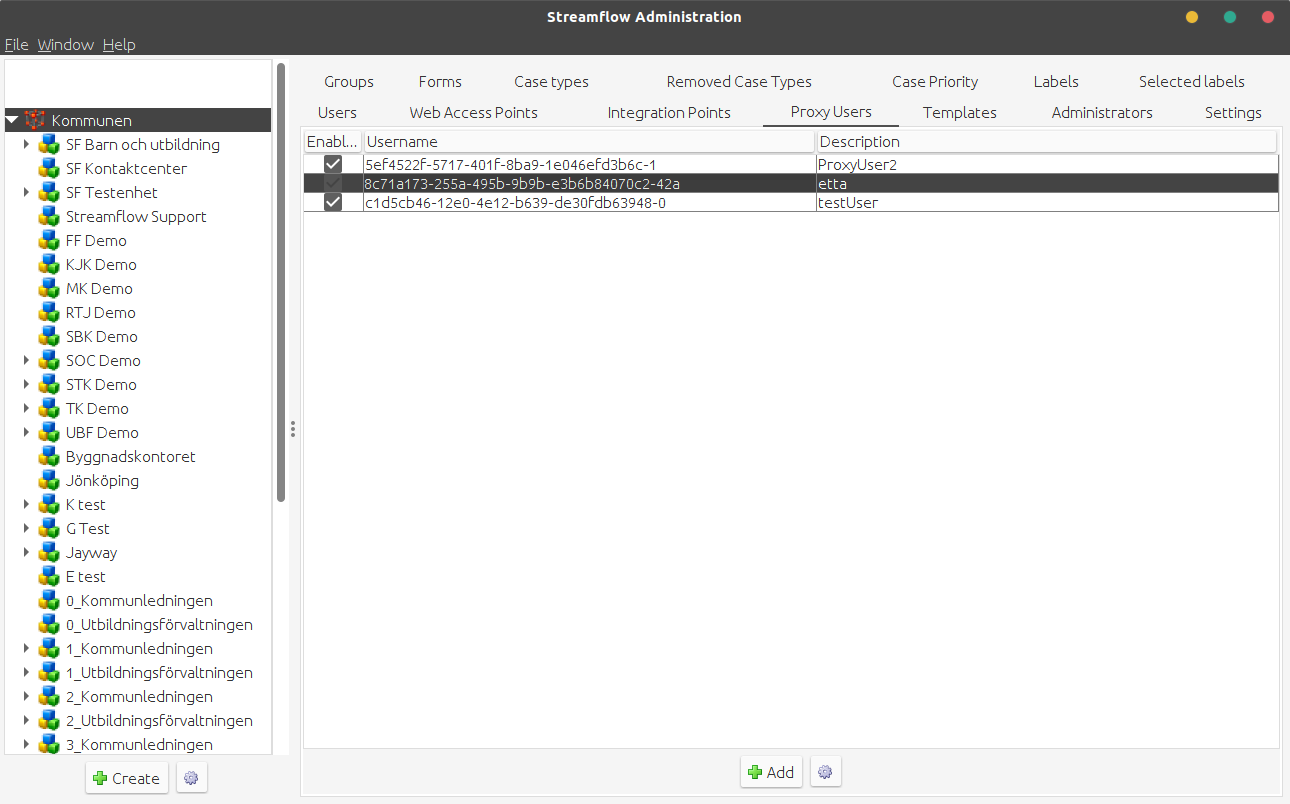 Streamflow Administration
File Window Help
Groups Forms Case types Removed Case Types Case Priority Labels Selected labels
Users Web Access Points Integration Points Proxy Users Templates Administrators Settings
Kommunen
SF Barn och utbildning
SF Kontaktcenter
SF Testenhet
Streamflow Support
FF Demo
KJK Demo
MK Demo
RTJ Demo
SBK Demo
SOC Demo
STK Demo
TK Demo
UBF Demo
Byggnadskontoret
Jönköping
K test
G Test
Jayway
E test
0_Kommunledningen
0_Utbildningsförvaltningen
1_Kommunledningen
1_Utbildningsförvaltningen
2_Kommunledningen
2_Utbildningsförvaltningen
3_Kommunledningen
Create
Enabl... Username Description
5ef4522f-5717-401f-8ba9-1e046efd3b6c-1 ProxyUser2
8c71a173-255a-495b-9b9b-e3b6b84070c2-42a etta
c1d5cb46-12e0-4e12-b639-de30fdb63948-0 testUser
Add